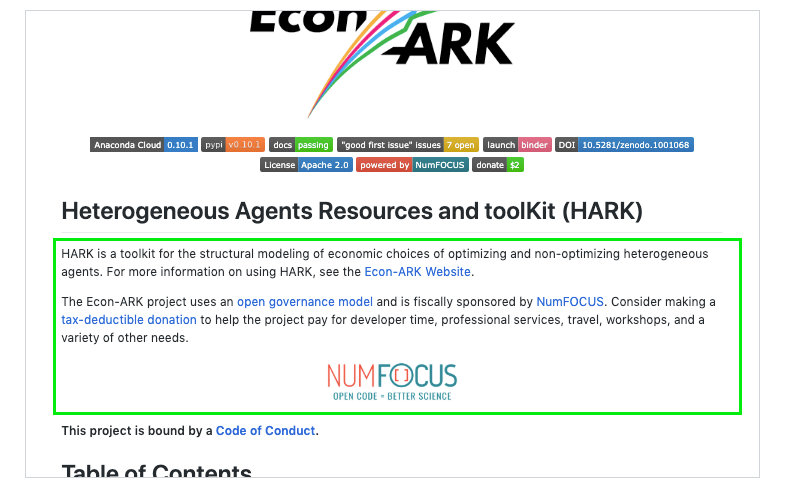 Econ
ARK
Anaconda Cloud 0.10.1 pypi v0.10.1 docs passing "good first issue" issues 7 open launch binder DOI 10.5281/zenodo.1001068
License Apache 2.0 powered by NumFOCUS donate $2
Heterogeneous Agents Resources and toolKit (HARK)
HARK is a toolkit for the structural modeling of economic choices of optimizing and non-optimizing heterogeneous
agents. For more information on using HARK, see the Econ-ARK Website.
The Econ-ARK project uses an open governance model and is fiscally sponsored by NumFOCUS. Consider making a
tax-deductible donation to help the project pay for developer time, professional services, travel, workshops, and a
variety of other needs.
NUMFOCUS
OPEN CODE = BETTER SCIENCE
This project is bound by a Code of Conduct.
Table of Contents